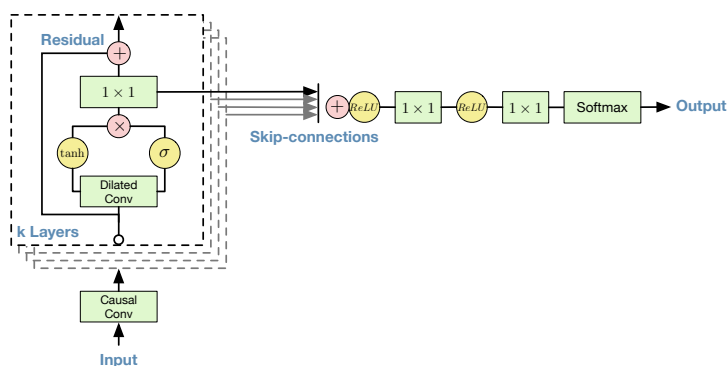 Residual
+
1 × 1
×
tanh
σ
Dilated
Conv
k Layers
Causal
Conv
Input
Skip-connections
+
ReLU
1 × 1
ReLU
1 × 1
Softmax
Output